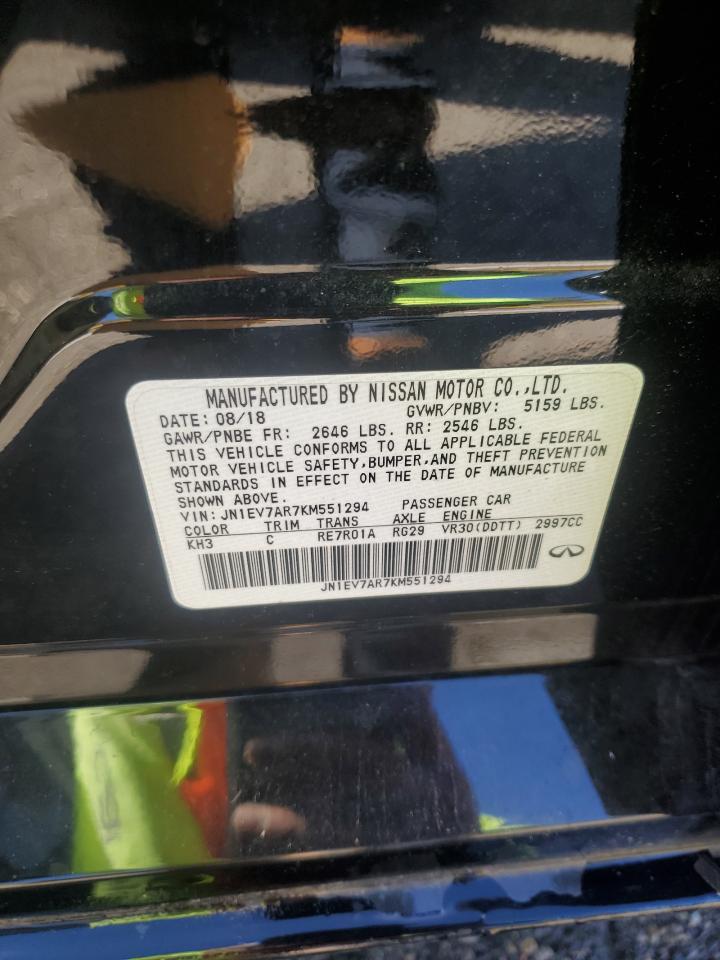 MANUFACTURED BY NISSAN MOTOR CO.,LTD.
DATE: 08/18 GVWR/PNBV: 5159 LBS.
GAWR/PNBE FR: 2646 LBS. RR: 2546 LBS.
THIS VEHICLE CONFORMS TO ALL APPLICABLE FEDERAL
MOTOR VEHICLE SAFETY,BUMPER,AND THEFT PREVENTION
STANDARDS IN EFFECT ON THE DATE OF MANUFACTURE
SHOWN ABOVE.
VIN: JN1EV7AR7KM551294 PASSENGER CAR
COLOR TRIM TRANS AXLE ENGINE
KH3 C RE7R01A RG29 VR30(DDTT) 2997CC
JN1EV7AR7KM551294